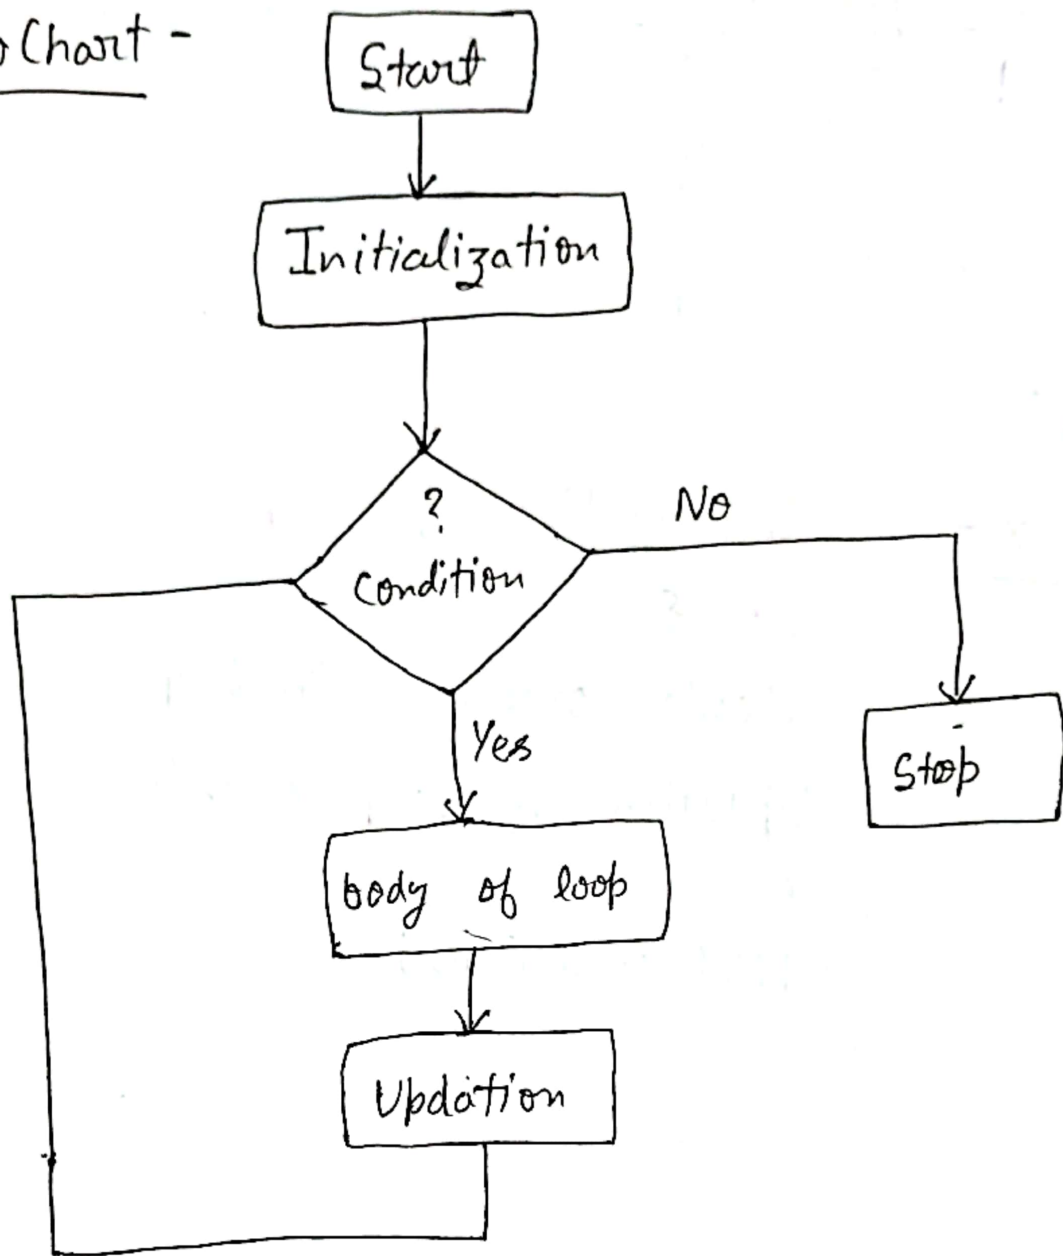 Chart -
Start
Initialization
?
condition
No
Yes
Stop
body of loop
Updation